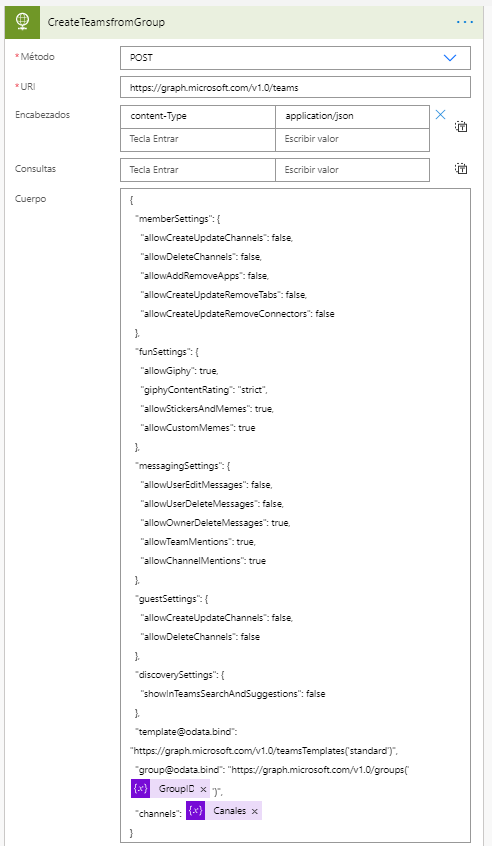 CreateTeamsfromGroup
* Método
POST
* URI
https://graph.microsoft.com/v1.0/teams
Encabezados
content-Type application/json
Tecla Entrar Escribir valor
Consultas
Tecla Entrar Escribir valor
Cuerpo
{
"memberSettings": {
"allowCreateUpdateChannels": false,
"allowDeleteChannels": false,
"allowAddRemoveApps": false,
"allowCreateUpdateRemoveTabs": false,
"allowCreateUpdateRemoveConnectors": false
},
"funSettings": {
"allowGiphy": true,
"giphyContentRating": "strict",
"allowStickersAndMemes": true,
"allowCustomMemes": true
},
"messagingSettings": {
"allowUserEditMessages": false,
"allowUserDeleteMessages": false,
"allowOwnerDeleteMessages": true,
"allowTeamMentions": true,
"allowChannelMentions": true
},
"guestSettings": {
"allowCreateUpdateChannels": false,
"allowDeleteChannels": false
},
"discoverySettings": {
"showInTeamsSearchAndSuggestions": false
},
"template@odata.bind":
"https://graph.microsoft.com/v1.0/teamsTemplates('standard')",
"group@odata.bind": "https://graph.microsoft.com/v1.0/groups('
{x} GroupID × ')",
"channels": {x} Canales ×
}